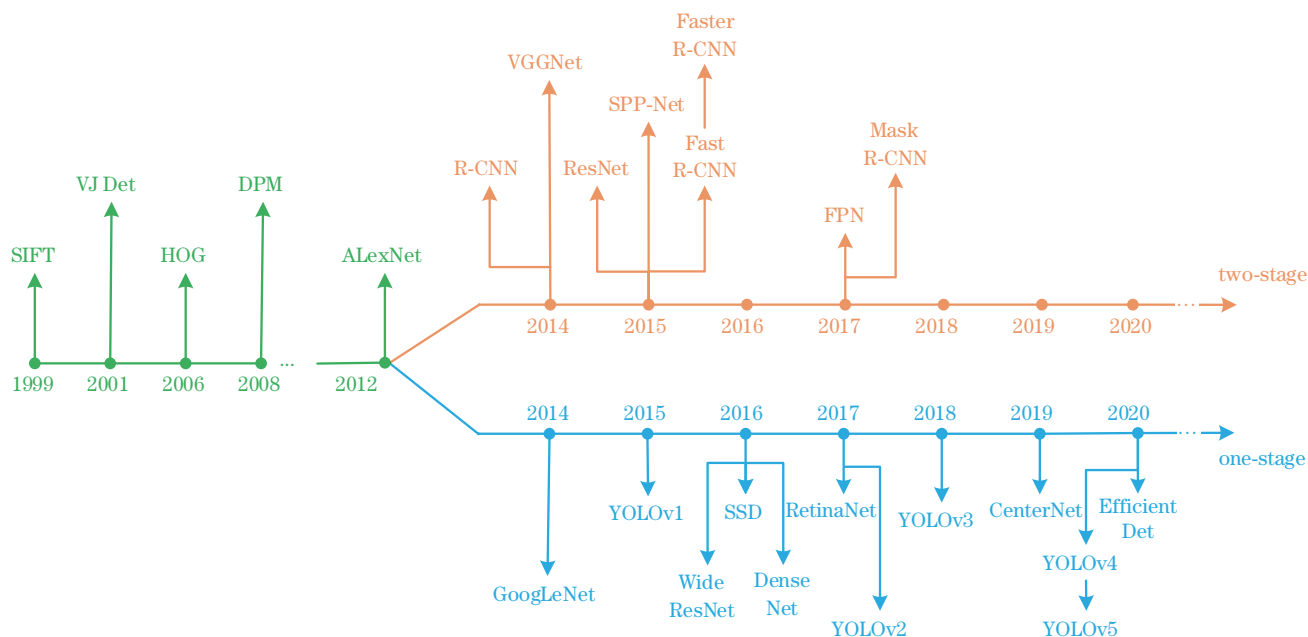 Faster
R-CNN
VGGNet
SPP-Net
Fast
R-CNN
Mask
R-CNN
R-CNN
ResNet
VJ Det
DPM
FPN
SIFT
HOG
ALexNet
two-stage
2014
2015
2016
2017
2018
2019
2020
...
1999
2001
2006
2008
...
2012
2014
2015
2016
2017
2018
2019
2020
...
one-stage
YOLOv1
SSD
RetinaNet
YOLOv3
CenterNet
Efficient
Det
GoogLeNet
Wide
ResNet
Dense
Net
YOLOv4
YOLOv2
YOLOv5